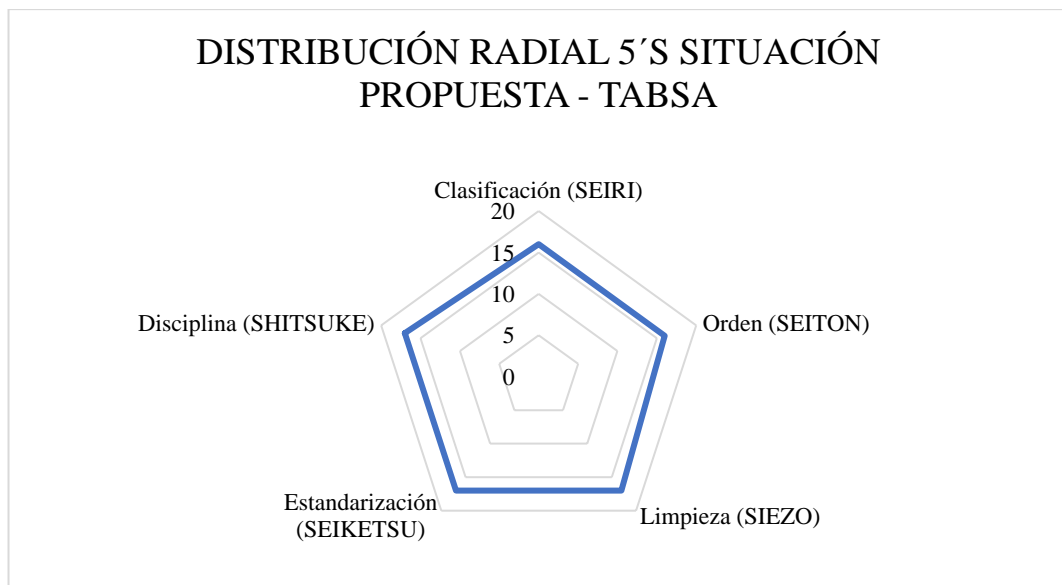 DISTRIBUCIÓN RADIAL 5´S SITUACIÓN
PROPUESTA - TABSA
Clasificación (SEIRI)
20
15
10
5
0
Disciplina (SHITSUKE)
Orden (SEITON)
Estandarización
(SEIKETSU)
Limpieza (SIEZO)